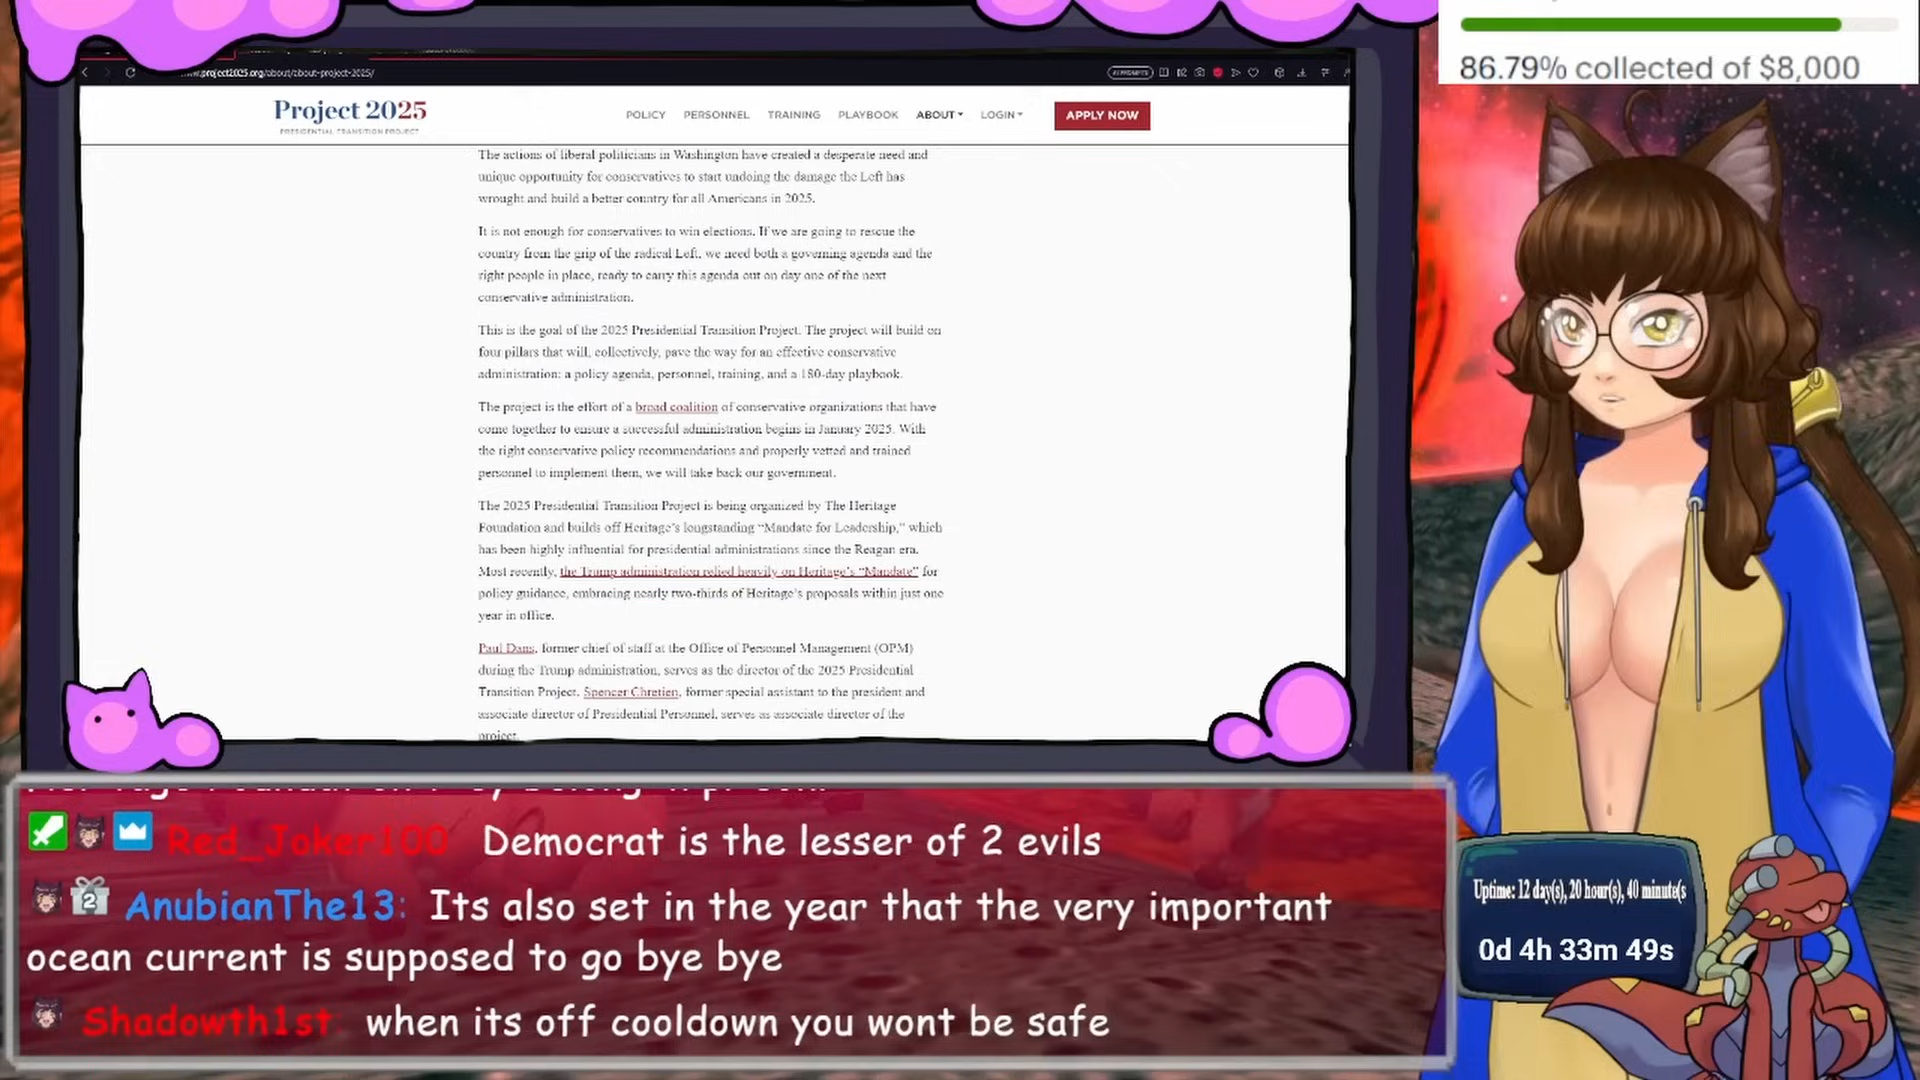 86.79% collected of $8,000
project2025.org/about/about-project-2025/
Project 2025
PRESIDENTIAL TRANSITION PROJECT
POLICY PERSONNEL TRAINING PLAYBOOK ABOUT LOGIN APPLY NOW
The actions of liberal politicians in Washington have created a desperate need and
unique opportunity for conservatives to start undoing the damage the Left has
wrought and build a better country for all Americans in 2025.
It is not enough for conservatives to win elections. If we are going to rescue the
country from the grip of the radical Left, we need both a governing agenda and the
right people in place, ready to carry this agenda out on day one of the next
conservative administration.
This is the goal of the 2025 Presidential Transition Project. The project will build on
four pillars that will, collectively, pave the way for an effective conservative
administration: a policy agenda, personnel, training, and a 180-day playbook.
The project is the effort of a broad coalition of conservative organizations that have
come together to ensure a successful administration begins in January 2025. With
the right conservative policy recommendations and properly vetted and trained
personnel to implement them, we will take back our government.
The 2025 Presidential Transition Project is being organized by The Heritage
Foundation and builds off Heritage's longstanding “Mandate for Leadership,” which
has been highly influential for presidential administrations since the Reagan era.
Most recently, the Trump administration relied heavily on Heritage's “Mandate” for
policy guidance, embracing nearly two-thirds of Heritage's proposals within just one
year in office.
Paul Dans, former chief of staff at the Office of Personnel Management (OPM)
during the Trump administration, serves as the director of the 2025 Presidential
Transition Project. Spencer Chretien, former special assistant to the president and
associate director of Presidential Personnel, serves as associate director of the
project.
Red_Joker100 Democrat is the lesser of 2 evils
2 AnubianThe13: Its also set in the year that the very important
ocean current is supposed to go bye bye
Shadowth1st: when its off cooldown you wont be safe
Uptime: 12 day(s), 20 hour(s), 40 minute(s
0d 4h 33m 49s